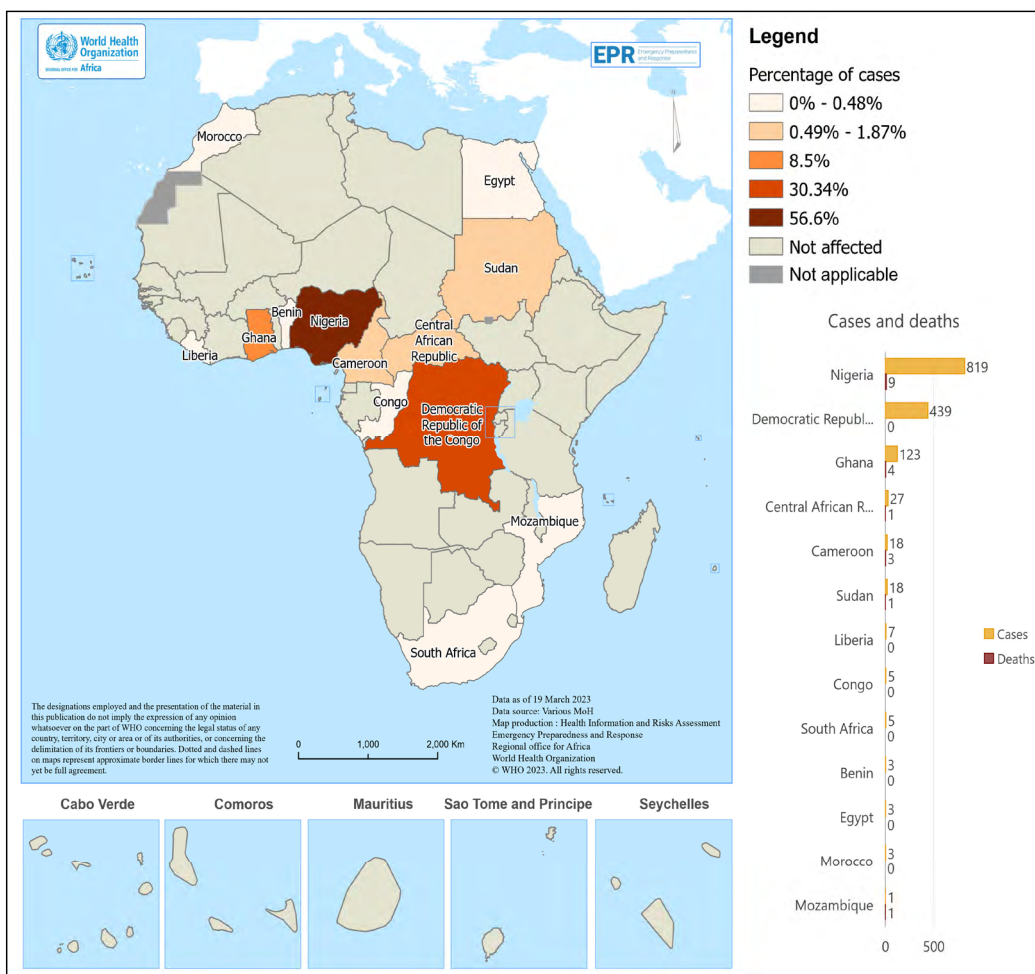 World Health
Organization
REGIONAL OFFICE FOR Africa
EPR
Emergency Preparedness
and Response
Morocco
Egypt
Sudan
Benin
Nigeria
Ghana
Central
African
Republic
Liberia
Cameroon
Congo
Democratic
Republic of
the Congo
Mozambique
South Africa
The designations employed and the presentation of the material in
this publication do not imply the expression of any opinion
whatsoever on the part of WHO concerning the legal status of any
country, territory, city or area or of its authorities, or concerning the
delimitation of its frontiers or boundaries. Dotted and dashed lines
on maps represent approximate border lines for which there may not
yet be full agreement.
0 1,000 2,000 Km
Data as of 19 March 2023
Data source: Various MoH
Map production : Health Information and Risks Assessment
Emergency Preparedness and Response
Regional office for Africa
World Health Organization
© WHO 2023. All rights reserved.
Legend
Percentage of cases
0% - 0.48%
0.49% - 1.87%
8.5%
30.34%
56.6%
Not affected
Not applicable
Cases and deaths
Nigeria 819
9
Democratic Republ... 439
0
Ghana 123
4
Central African R... 27
1
Cameroon 18
3
Sudan 18
1
Liberia 7
0
Congo 5
0
South Africa 5
0
Benin 3
0
Egypt 3
0
Morocco 3
0
Mozambique 1
1
0 500
Cases
Deaths
Cabo Verde
Comoros
Mauritius
Sao Tome and Principe
Seychelles